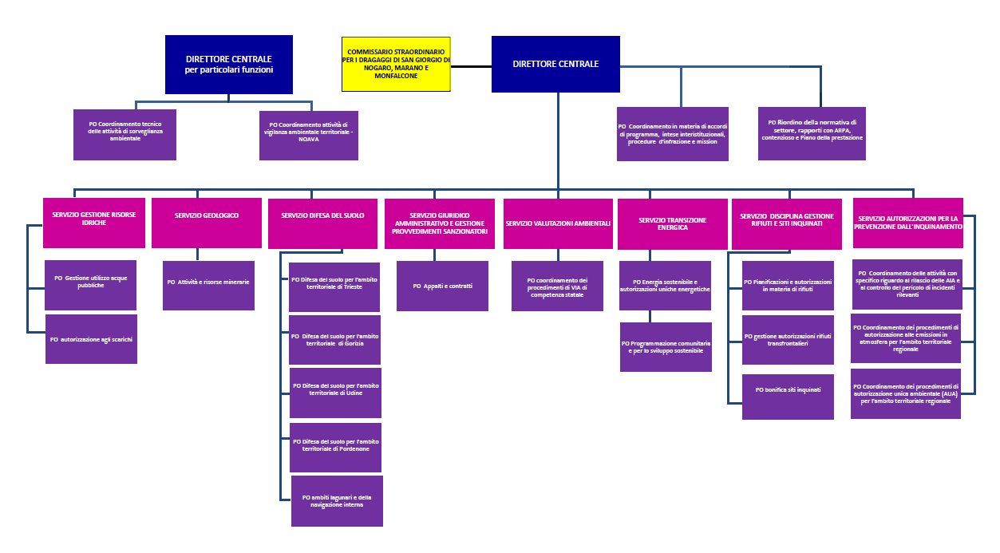 DIRETTORE CENTRALE
per particolari funzioni
COMMISSARIO STRAORDINARIO
PER I DRAGAGGI DI SAN GIORGIO DI
NOGARO, MARANO E
MONFALCONE
DIRETTORE CENTRALE
PO Coordinamento tecnico
delle attività di sorveglianza
ambientale
PO Coordinamento attività di
vigilanza ambientale territoriale -
NOAVA
PO  Coordinamento in materia di accordi
di programma,  intese interistituzionali,
procedure  d'infrazione e mission
PO Riordino della normativa di
settore, rapporti con ARPA,
contenzioso e Piano della prestazione
SERVIZIO GESTIONE RISORSE
IDRICHE
SERVIZIO GEOLOGICO
SERVIZIO DIFESA DEL SUOLO
SERVIZIO GIURIDICO
AMMINISTRATIVO E GESTIONE
PROVVEDIMENTI SANZIONATORI
SERVIZIO VALUTAZIONI AMBIENTALI
SERVIZIO TRANSIZIONE
ENERGICA
SERVIZIO  DISCIPLINA GESTIONE
RIFIUTI E SITI INQUINATI
SERVIZIO AUTORIZZAZIONI PER LA
PREVENZIONE DALL'INQUINAMENTO
PO  Gestione utilizzo acque
pubbliche
PO  autorizzazione agli scarichi
PO  Attività e risorse minerarie
PO Difesa del suolo per l'ambito
territoriale di Trieste
PO  Difesa del suolo per l'ambito
territoriale  di Gorizia
PO Difesa del suolo per l'ambito
territoriale di Udine
PO Difesa del suolo per l'ambito
territoriale di Pordenone
PO ambiti lagunari e della
navigazione interna
PO  Appalti e contratti
PO coordinamento dei
procedimenti di VIA di
competenza statale
PO Energia sostenibile e
autorizzazioni uniche energetiche
PO Programmazione comunitaria
e per lo sviluppo sostenibile
PO Pianificazioni e autorizzazioni
in materia di rifiuti
PO gestione autorizzazioni rifiuti
transfrontalieri
PO bonifica siti inquinati
PO  Coordinamento delle attività con
specifico riguardo al rilascio delle AIA e
al controllo del pericolo di incidenti
rilevanti
PO Coordinamento dei procedimenti di
autorizzazione alle emissioni in
atmosfera per l'ambito territoriale
regionale
PO Coordinamento dei procedimenti di
autorizzazione unica ambientale (AUA)
per l'ambito territoriale regionale